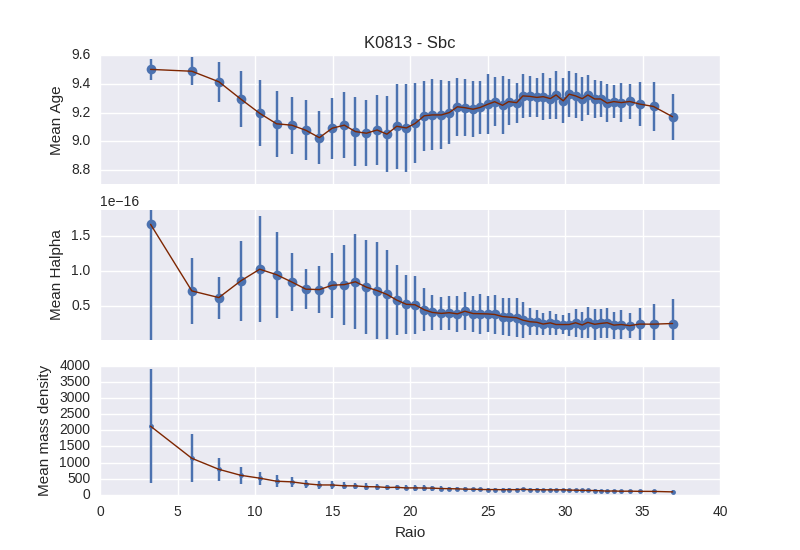 K0813 - Sbc
Mean Age
9.6
9.4
9.2
9.0
8.8
1e−16
Mean Halpha
1.5
1.0
0.5
Mean mass density
4000
3500
3000
2500
2000
1500
1000
500
0
0 5 10 15 20 25 30 35 40
Raio